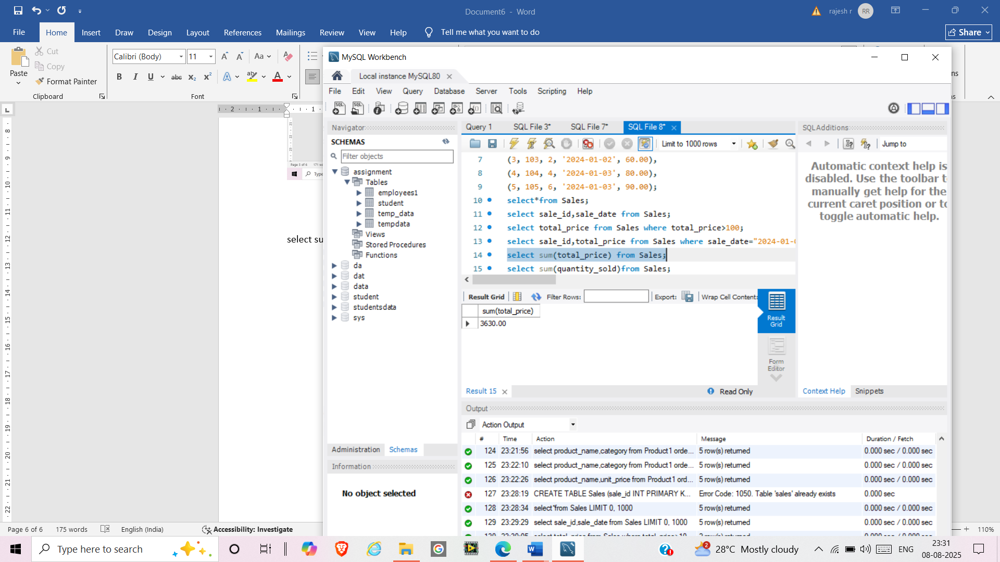 Document6 - Word
rajesh r
RR
File
Home
Insert
Draw
Design
Layout
References
Mailings
Review
View
Help
Tell me what you want to do
Share
Paste
Cut
Copy
Format Painter
Clipboard
Calibri (Body)
11
Aa
B I U abc x₂ x²
A
Font
select su
Page 5 of 6
MySQL Workbench
Local instance MySQL80
File Edit View Query Database Server Tools Scripting Help
Navigator
SCHEMAS
Filter objects
assignment
Tables
employees1
student
temp_data
tempdata
Views
Stored Procedures
Functions
da
dat
data
student
studentsdata
sys
Administration Schemas
Information
No object selected
Query 1 SQL File 3* SQL File 7* SQL File 8*
Limit to 1000 rows
7 (3, 103, 2, '2024-01-02', 60.00),
8 (4, 104, 4, '2024-01-03', 80.00),
9 (5, 105, 6, '2024-01-03', 90.00);
10 select*from Sales;
11 select sale_id,sale_date from Sales;
12 select total_price from Sales where total_price>100;
13 select sale_id,total_price from Sales where sale_date="2024-01-
14 select sum(total_price) from Sales;
15 select sum(quantity_sold)from Sales;
Result Grid
Filter Rows:
Export:
Wrap Cell Content:
sum(total_price)
3630.00
Result Grid
Form Editor
Result 15
Read Only
SQLAdditions
Jump to
Automatic context help is
disabled. Use the toolbar t
manually get help for the
current caret position or to
toggle automatic help.
Context Help Snippets
Output
Action Output
# Time Action Message Duration / Fetch
124 23:21:56 select product_name,category from Product1 orde... 5 row(s) returned 0.000 sec / 0.000 sec
125 23:22:10 select product_name,category from Product1 orde... 5 row(s) returned 0.000 sec / 0.000 sec
126 23:22:26 select product_name,unit_price from Product1 ord... 5 row(s) returned 0.000 sec / 0.000 sec
127 23:28:19 CREATE TABLE Sales (sale_id INT PRIMARY K... Error Code: 1050. Table 'sales' already exists 0.000 sec
128 23:28:34 select*from Sales LIMIT 0, 1000 5 row(s) returned 0.000 sec / 0.000 sec
129 23:29:29 select sale_id,sale_date from Sales LIMIT 0, 1000 5 row(s) returned 0.000 sec / 0.000 sec
Page 6 of 6
175 words
English (India)
Accessibility: Investigate
110%
Type here to search
28°C Mostly cloudy
ENG
23:31
08-08-2025